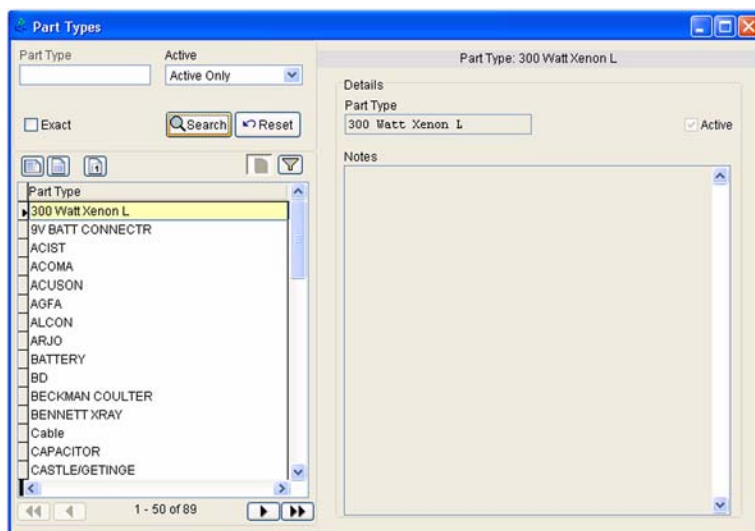 Part Types
Part Type
Active
Active Only
Exact
Search
Reset
Part Type
300 Watt Xenon L
9V BATT CONNECTR
ACIST
ACOMA
ACUSON
AGFA
ALCON
ARJO
BATTERY
BD
BECKMAN COULTER
BENNETT XRAY
Cable
CAPACITOR
CASTLE/GETINGE
1 - 50 of 89
Part Type: 300 Watt Xenon L
Details
Part Type
300 Watt Xenon L
Active
Notes